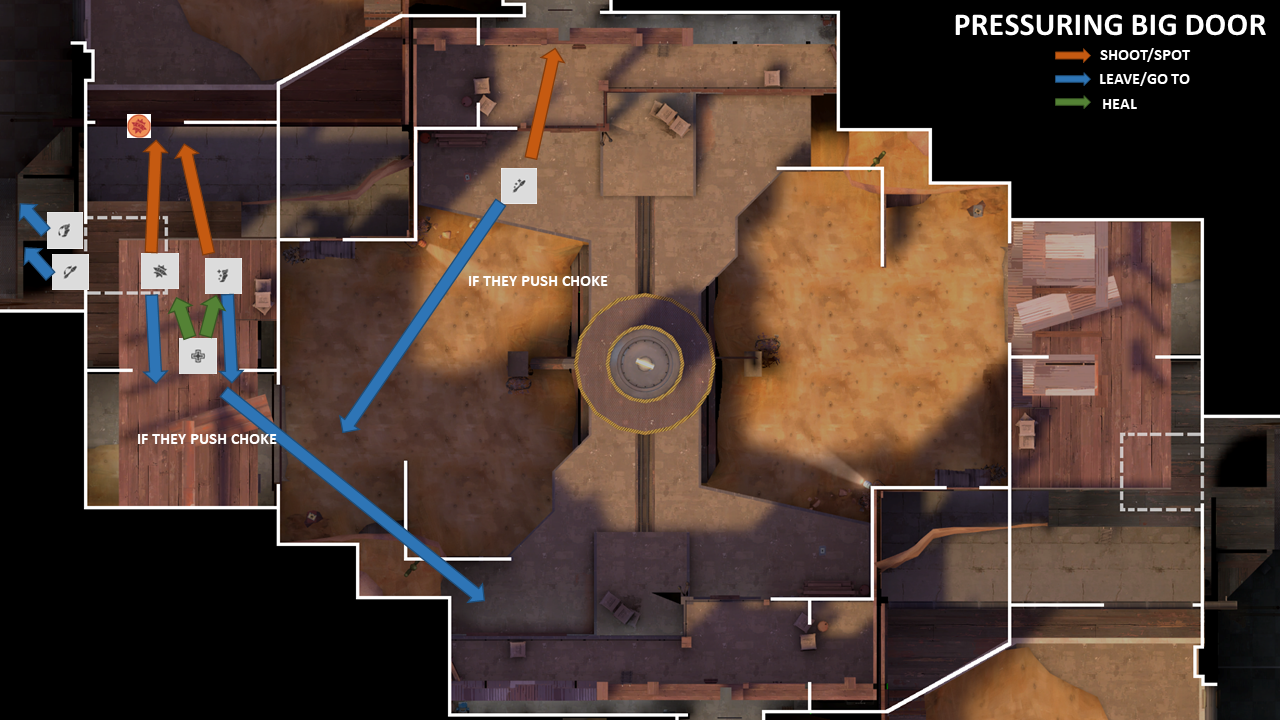 PRESSURING BIG DOOR
SHOOT/SPOT
LEAVE/GO TO
HEAL
IF THEY PUSH CHOKE
IF THEY PUSH CHOKE